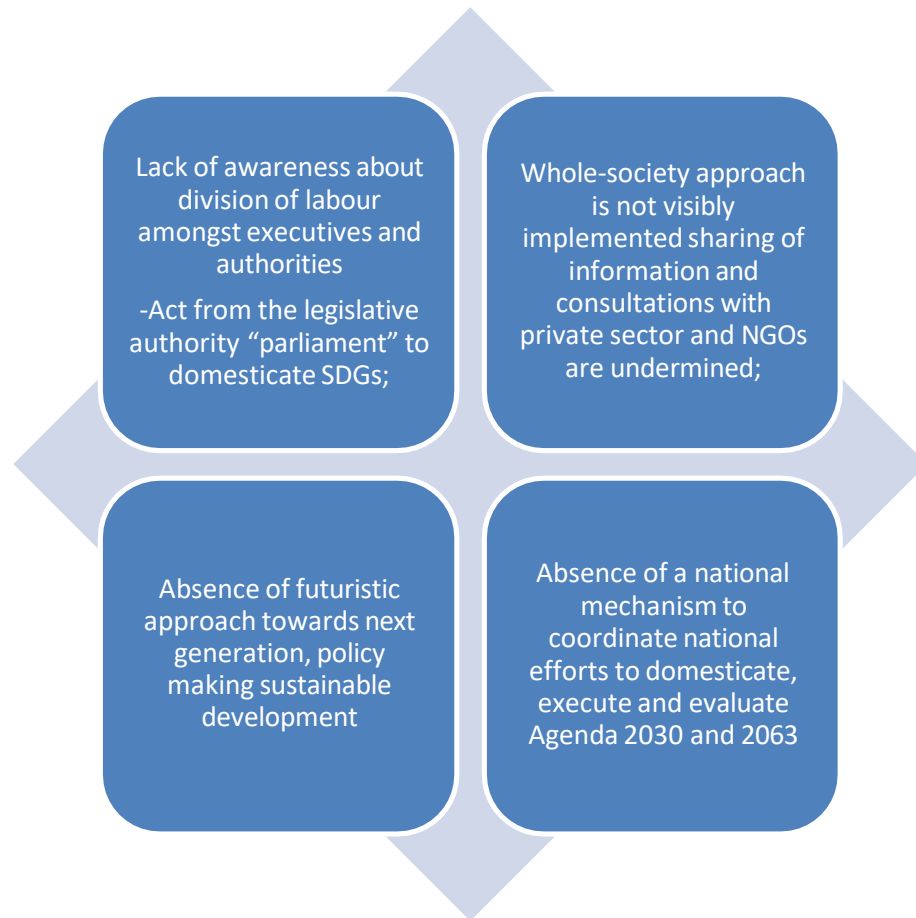 Lack of awareness about
division of labour
amongst executives and
authorities
-Act from the legislative
authority “parliament” to
domesticate SDGs;
Whole-society approach
is not visibly
implemented sharing of
information and
consultations with
private sector and NGOs
are undermined;
Absence of futuristic
approach towards next
generation, policy
making sustainable
development
Absence of a national
mechanism to
coordinate national
efforts to domesticate,
execute and evaluate
Agenda 2030 and 2063